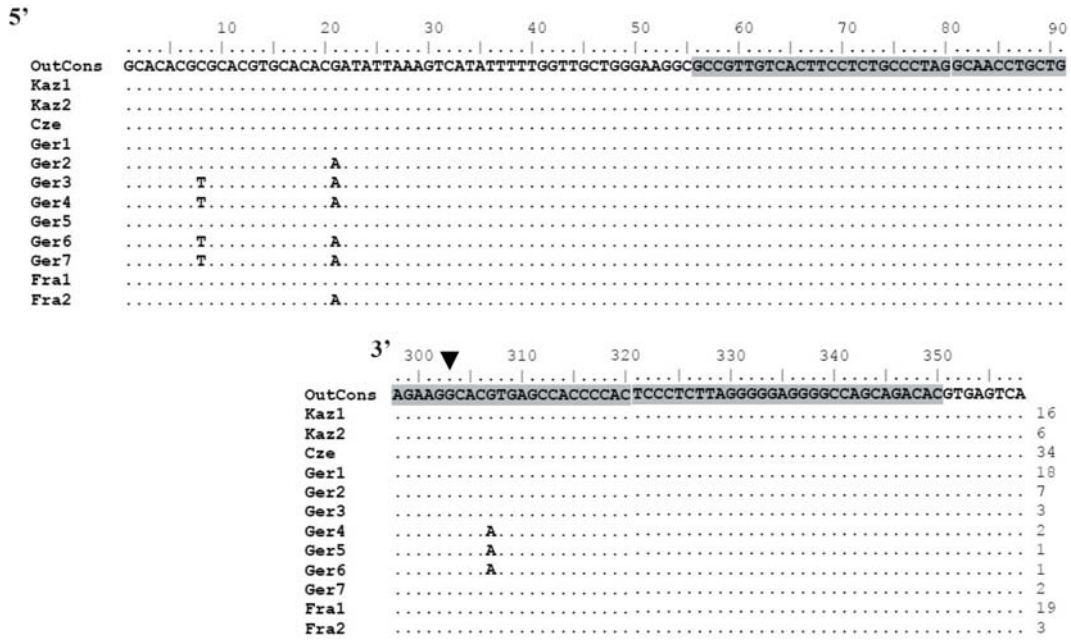 5'
10 20 30 40 50 60 70 80 90
OutCons GCACACGCGCACGTGCACACGATATTAAAGTCATATTTTTGGTTGCTGGGAAGGCGCCGTTGTCACTTCCTCTGCCCTAGGCAACCTGCTG
Kaz1 ...........................................................................................
Kaz2 ...........................................................................................
Cze ...........................................................................................
Ger1 ...........................................................................................
Ger2 ....................A......................................................................
Ger3 .......T............A......................................................................
Ger4 .......T............A......................................................................
Ger5 ...........................................................................................
Ger6 .......T............A......................................................................
Ger7 .......T............A......................................................................
Fra1 ...........................................................................................
Fra2 ....................A......................................................................
3' 300 310 320 330 340 350
OutCons AGAAGGCACGTGAGCCACCCCACTCCCTCTTAGGGGGAGGGGCCAGCAGACACGTGAGTCA
Kaz1 ............................................................. 16
Kaz2 ............................................................. 6
Cze ............................................................. 34
Ger1 ............................................................. 18
Ger2 ............................................................. 7
Ger3 ............................................................. 3
Ger4 .........A................................................... 2
Ger5 .........A................................................... 1
Ger6 .........A................................................... 1
Ger7 ............................................................. 2
Fra1 ............................................................. 19
Fra2 ............................................................. 3